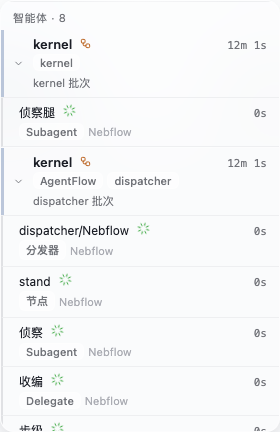 智能体 · 8
kernel 12m 1s
kernel
kernel 批次
侦察腿 0s
Subagent Nebflow
kernel 12m 1s
AgentFlow dispatcher
dispatcher 批次
dispatcher/Nebflow 0s
分发器 Nebflow
stand 0s
节点 Nebflow
侦察 0s
Subagent Nebflow
收编 0s
Delegate Nebflow
0s